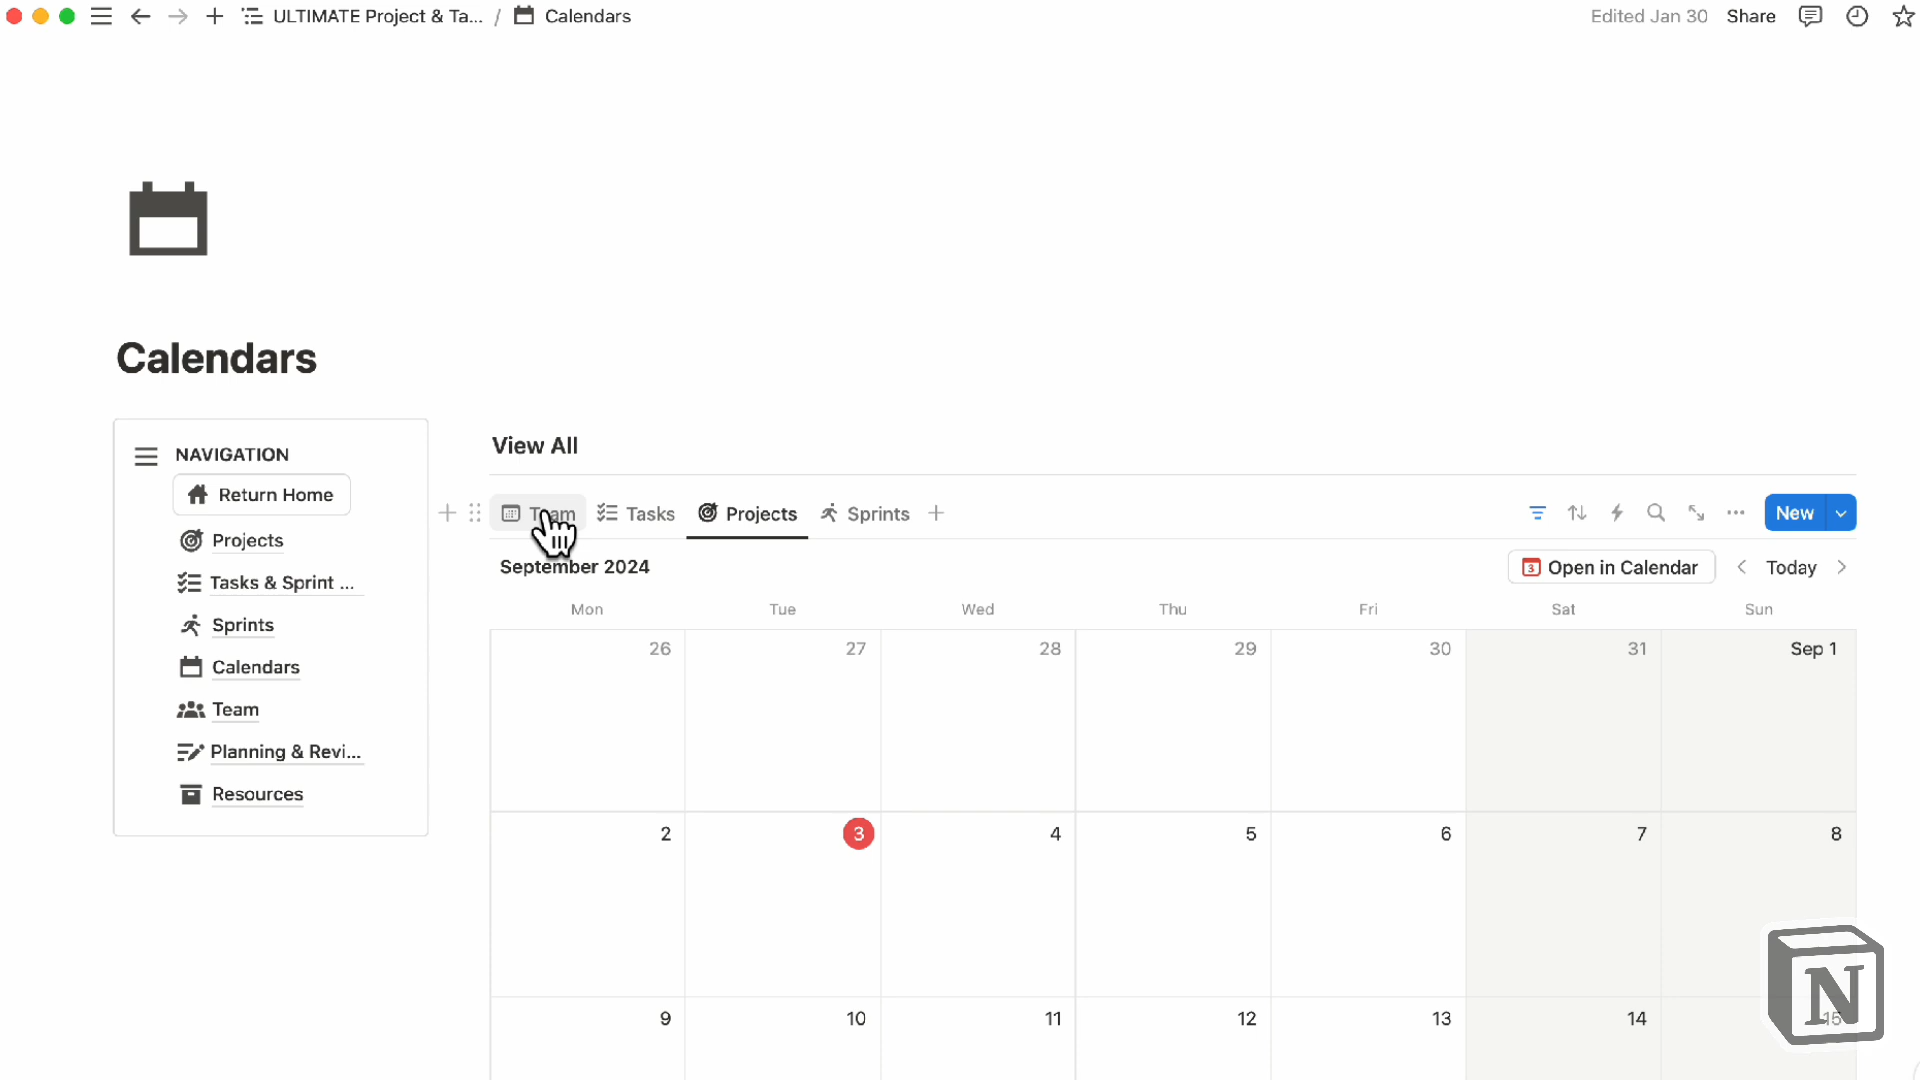 ULTIMATE Project & Ta... / Calendars
Edited Jan 30 Share
Calendars
NAVIGATION
Return Home
Projects
Tasks & Sprint ...
Sprints
Calendars
Team
Planning & Revi...
Resources
View All
Team Tasks Projects Sprints
New
September 2024
3 Open in Calendar Today
Mon Tue Wed Thu Fri Sat Sun
26 27 28 29 30 31 Sep 1
2 3 4 5 6 7 8
9 10 11 12 13 14 15
N